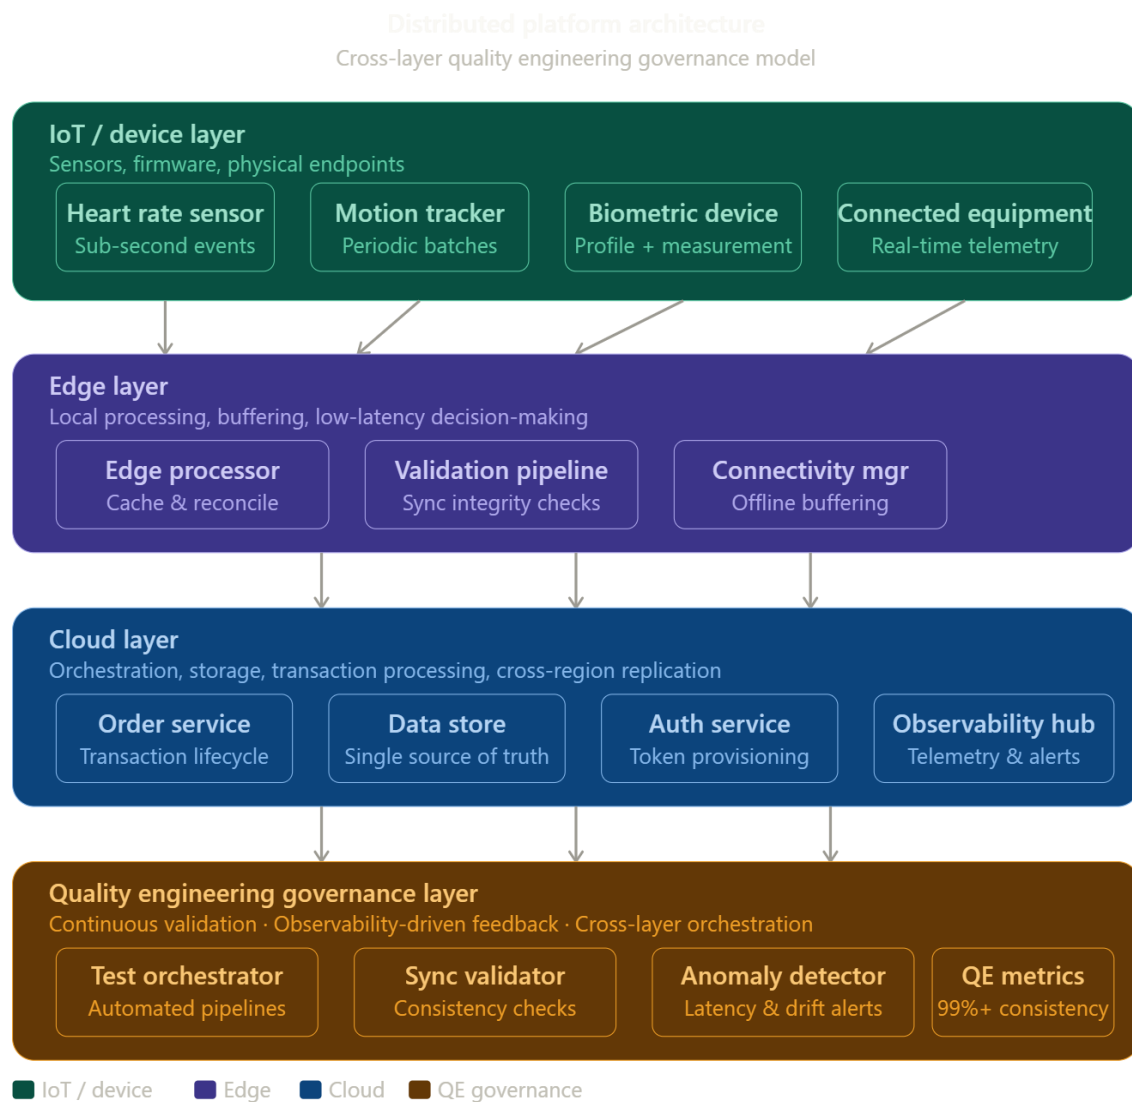 Distributed platform architecture
Cross-layer quality engineering governance model
IoT / device layer
Sensors, firmware, physical endpoints
Heart rate sensor
Sub-second events
Motion tracker
Periodic batches
Biometric device
Profile + measurement
Connected equipment
Real-time telemetry
Edge layer
Local processing, buffering, low-latency decision-making
Edge processor
Cache & reconcile
Validation pipeline
Sync integrity checks
Connectivity mgr
Offline buffering
Cloud layer
Orchestration, storage, transaction processing, cross-region replication
Order service
Transaction lifecycle
Data store
Single source of truth
Auth service
Token provisioning
Observability hub
Telemetry & alerts
Quality engineering governance layer
Continuous validation · Observability-driven feedback · Cross-layer orchestration
Test orchestrator
Automated pipelines
Sync validator
Consistency checks
Anomaly detector
Latency & drift alerts
QE metrics
99%+ consistency
IoT / device
Edge
Cloud
QE governance